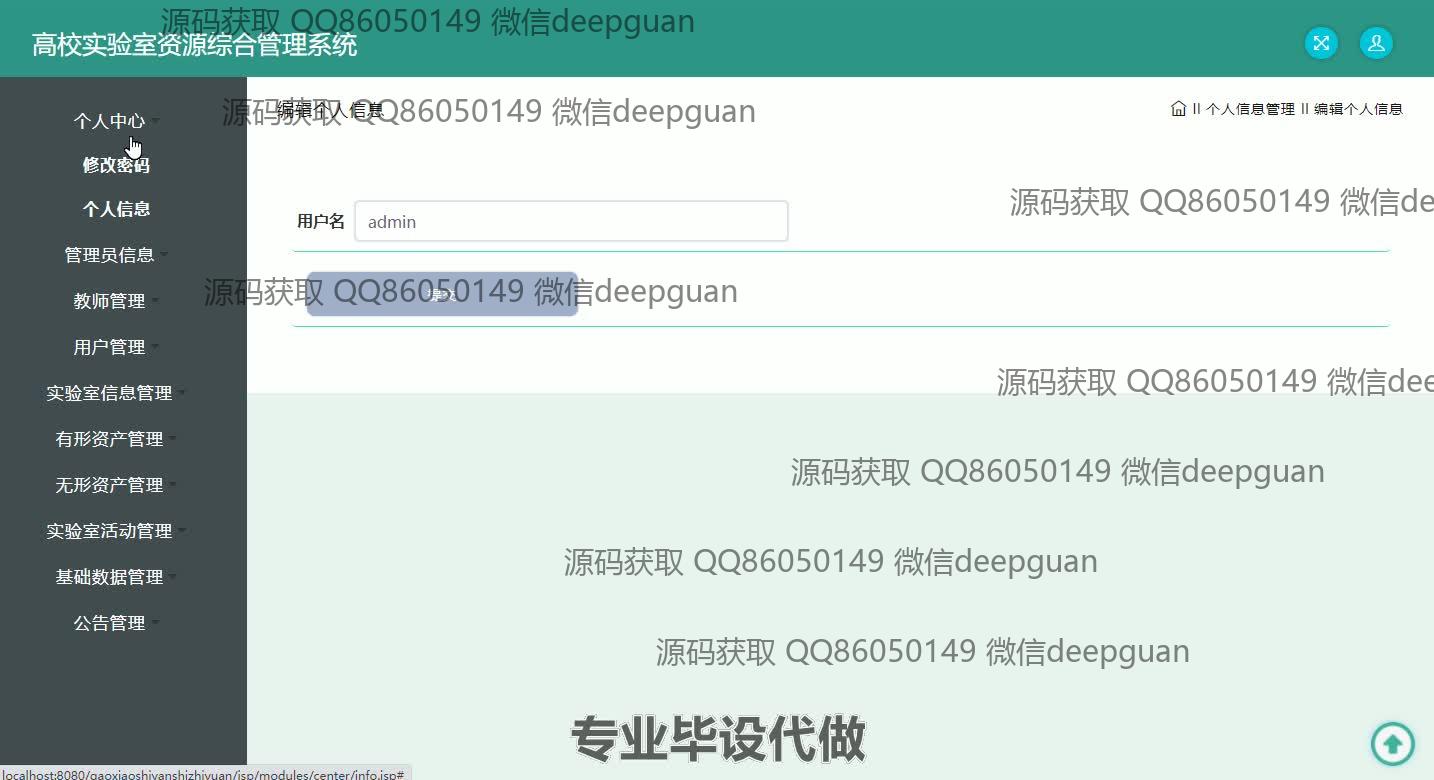 源码获取 QQ86050149 微信deepguan
高校实验室资源综合管理系统
个人中心
修改密码
个人信息
管理员信息
教师管理
用户管理
实验室信息管理
有形资产管理
无形资产管理
实验室活动管理
基础数据管理
公告管理
源码获取 QQ86050149 微信deepguan
编辑个人信息
个人信息管理 II 编辑个人信息
源码获取 QQ86050149 微信de
用户名 admin
源码获取 QQ86050149 微信deepguan
提交
源码获取 QQ86050149 微信dee
源码获取 QQ86050149 微信deepguan
源码获取 QQ86050149 微信deepguan
源码获取 QQ86050149 微信deepguan
专业毕设代做
localhost:8080/gaoxiaoshiyanshizhiyuan/jsp/modules/center/info.jsp#